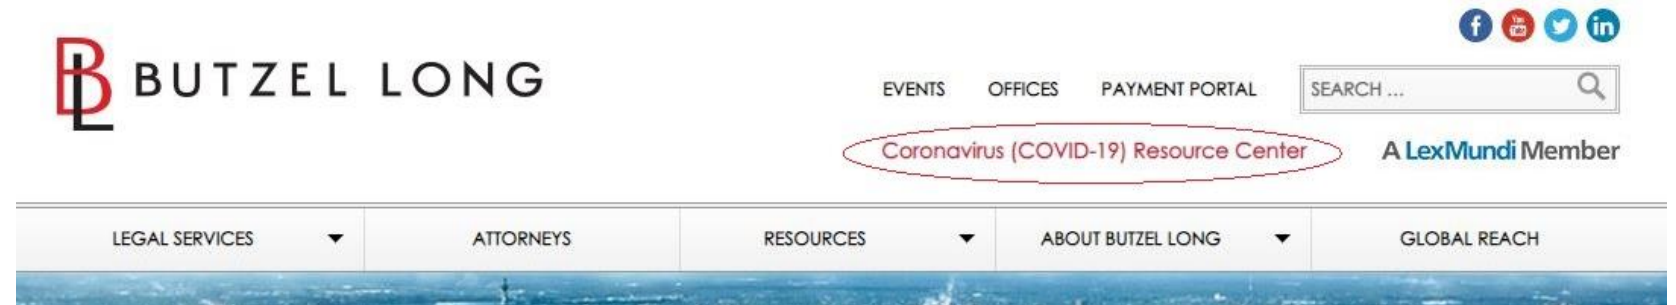 BL BUTZEL LONG
EVENTS OFFICES PAYMENT PORTAL SEARCH ...
Coronavirus (COVID-19) Resource Center A LexMundi Member
LEGAL SERVICES ATTORNEYS RESOURCES ABOUT BUTZEL LONG GLOBAL REACH